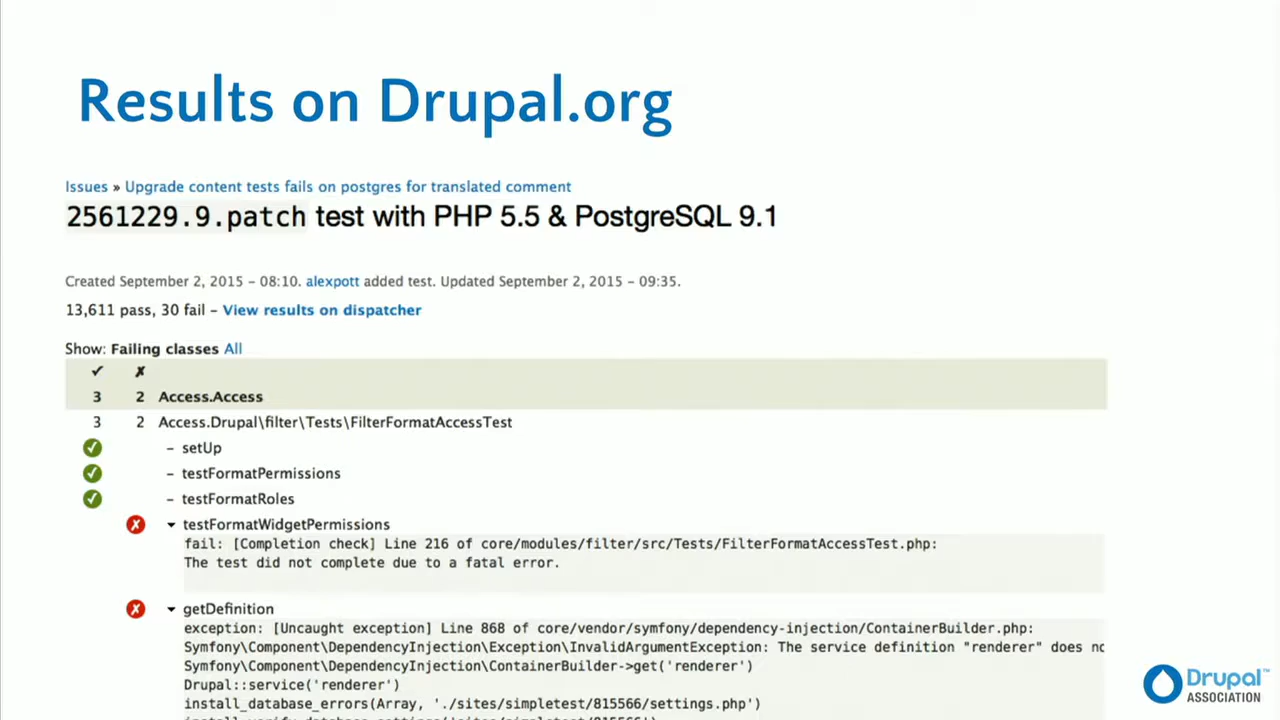 Results on Drupal.org
Issues » Upgrade content tests fails on postgres for translated comment
2561229.9.patch test with PHP 5.5 & PostgreSQL 9.1
Created September 2, 2015 – 08:10. alexpott added test. Updated September 2, 2015 – 09:35.
13,611 pass, 30 fail – View results on dispatcher
Show: Failing classes All
✓ ✗
3 2 Access.Access
3 2 Access.Drupal\filter\Tests\FilterFormatAccessTest
– setUp
– testFormatPermissions
– testFormatRoles
testFormatWidgetPermissions
fail: [Completion check] Line 216 of core/modules/filter/src/Tests/FilterFormatAccessTest.php:
The test did not complete due to a fatal error.
getDefinition
exception: [Uncaught exception] Line 868 of core/vendor/symfony/dependency-injection/ContainerBuilder.php:
Symfony\Component\DependencyInjection\Exception\InvalidArgumentException: The service definition "renderer" does no
Symfony\Component\DependencyInjection\ContainerBuilder->get('renderer')
Drupal::service('renderer')
install_database_errors(Array, './sites/simpletest/815566/settings.php')
Drupal™
ASSOCIATION